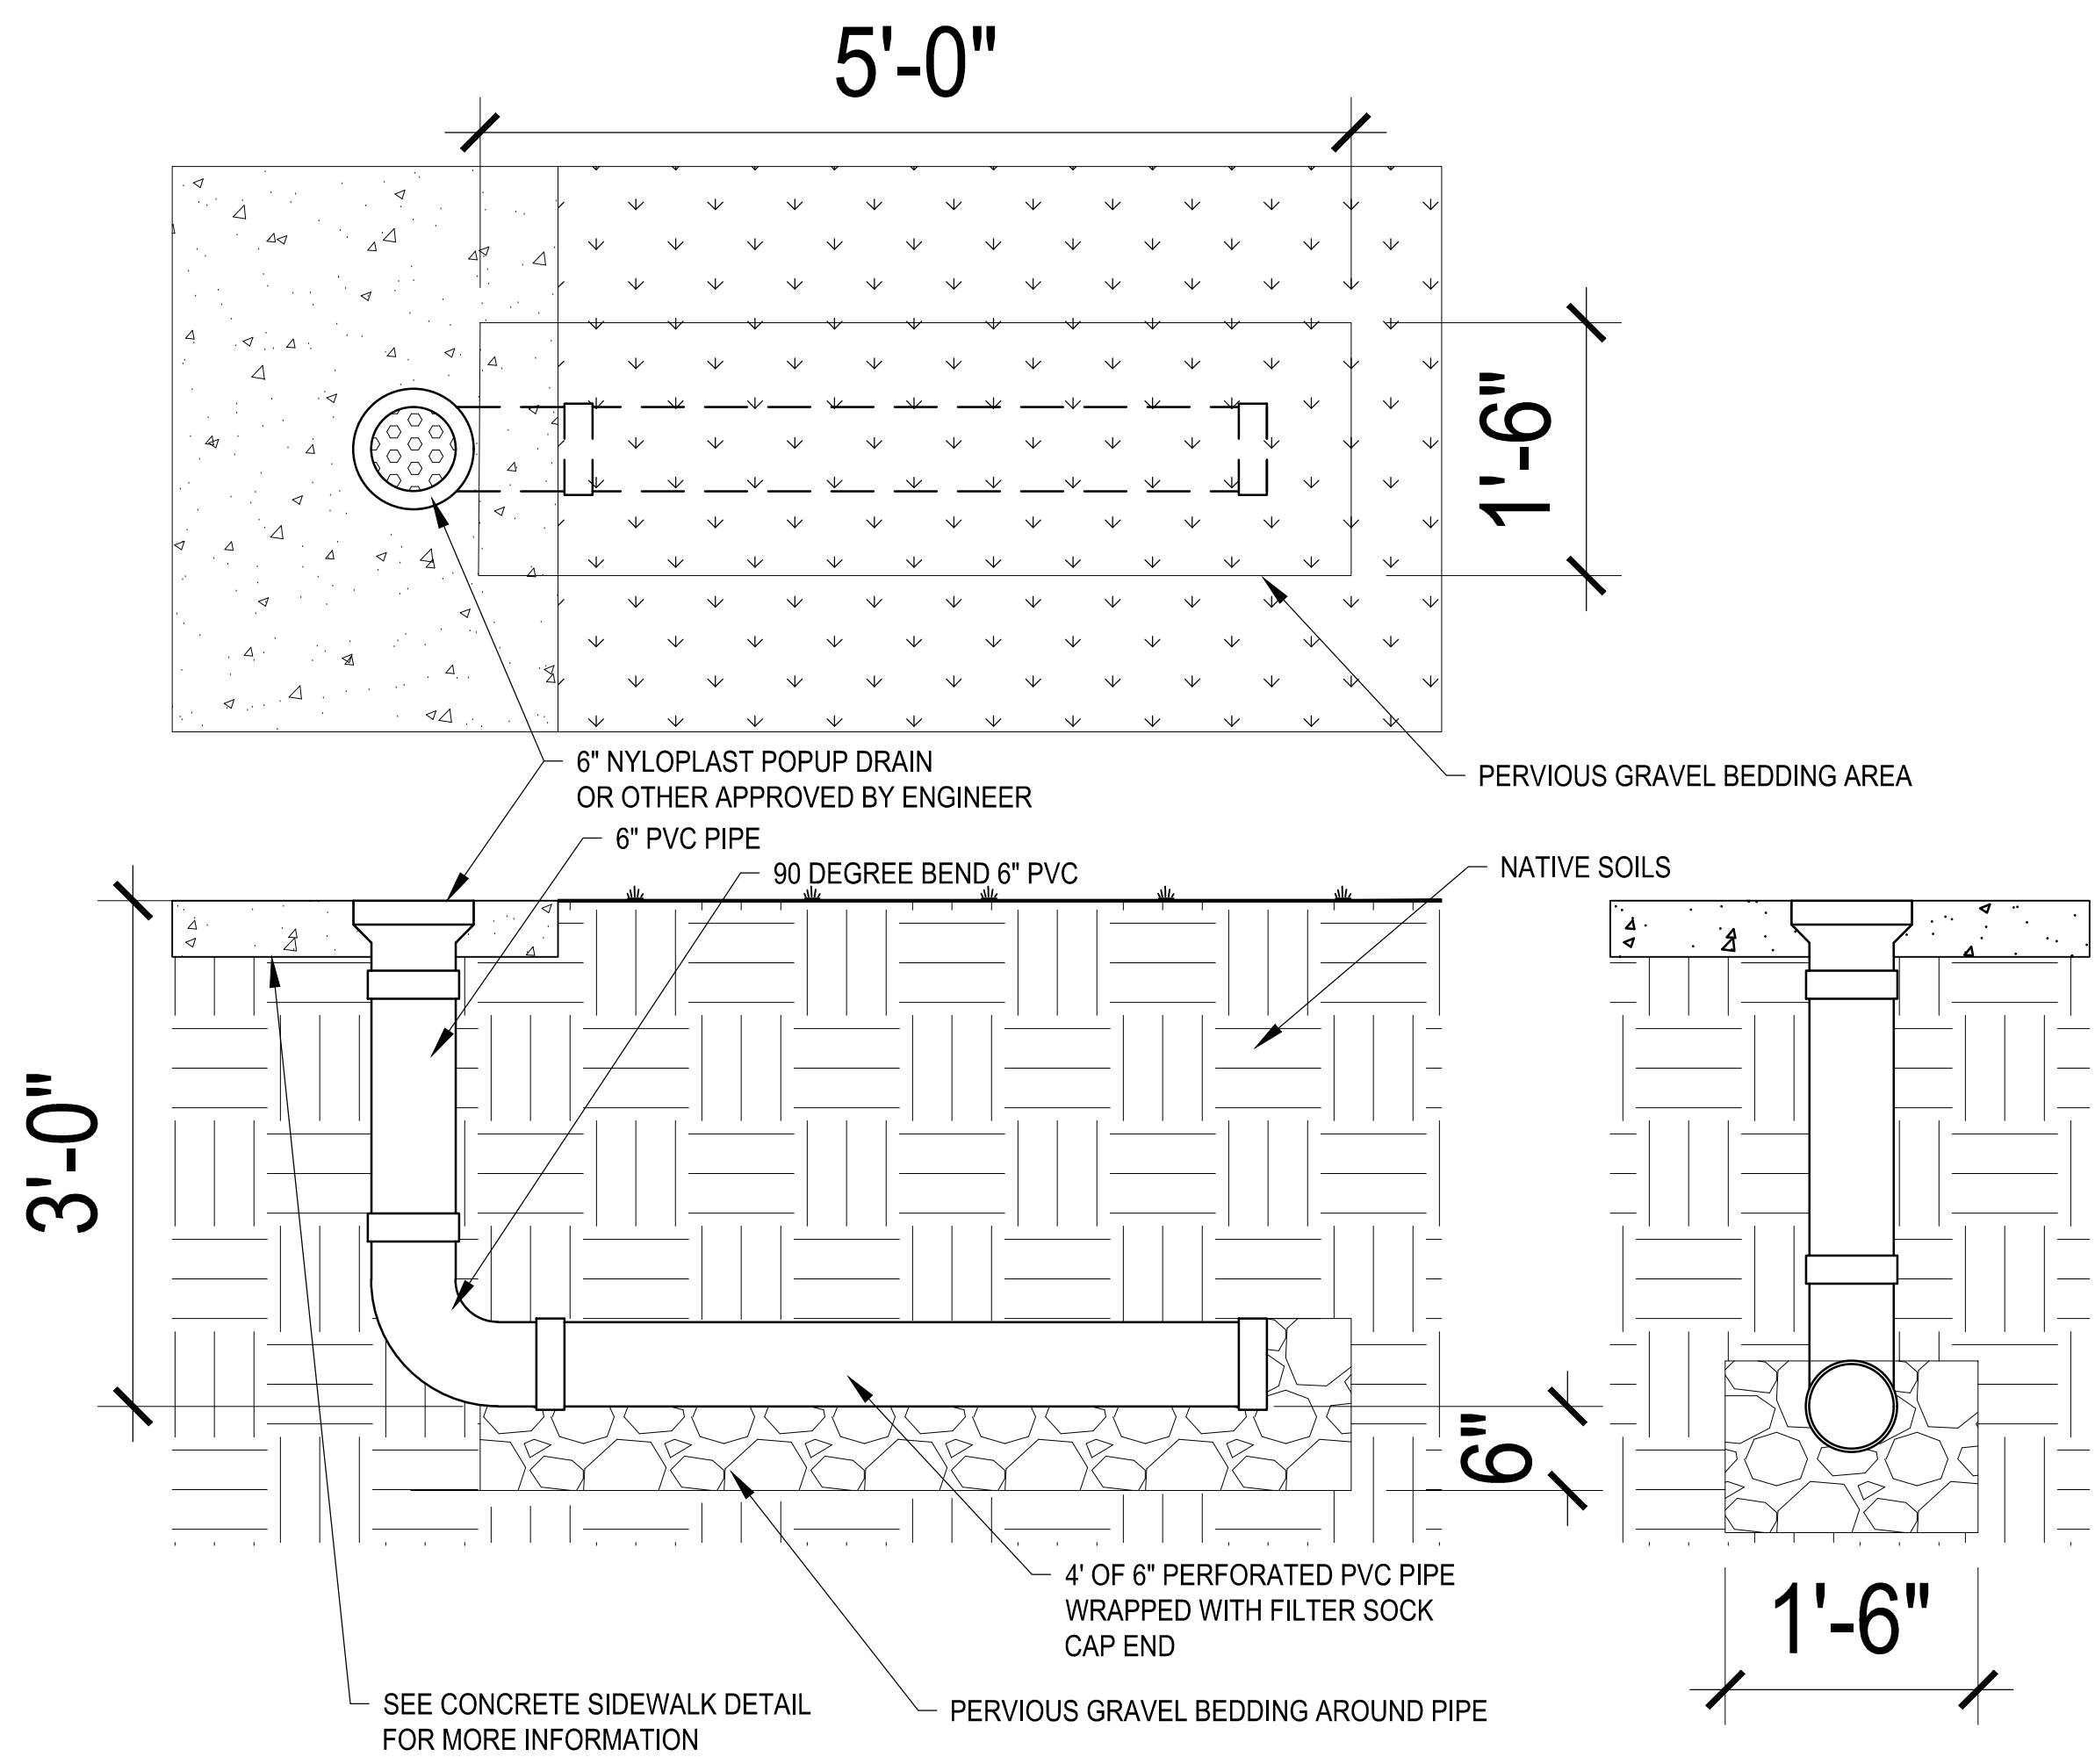 5'-0"
1'-6"
6" NYLOPLAST POPUP DRAIN
OR OTHER APPROVED BY ENGINEER
PERVIOUS GRAVEL BEDDING AREA
6" PVC PIPE
90 DEGREE BEND 6" PVC
NATIVE SOILS
3'-0"
6"
4' OF 6" PERFORATED PVC PIPE
WRAPPED WITH FILTER SOCK
CAP END
1'-6"
SEE CONCRETE SIDEWALK DETAIL
FOR MORE INFORMATION
PERVIOUS GRAVEL BEDDING AROUND PIPE